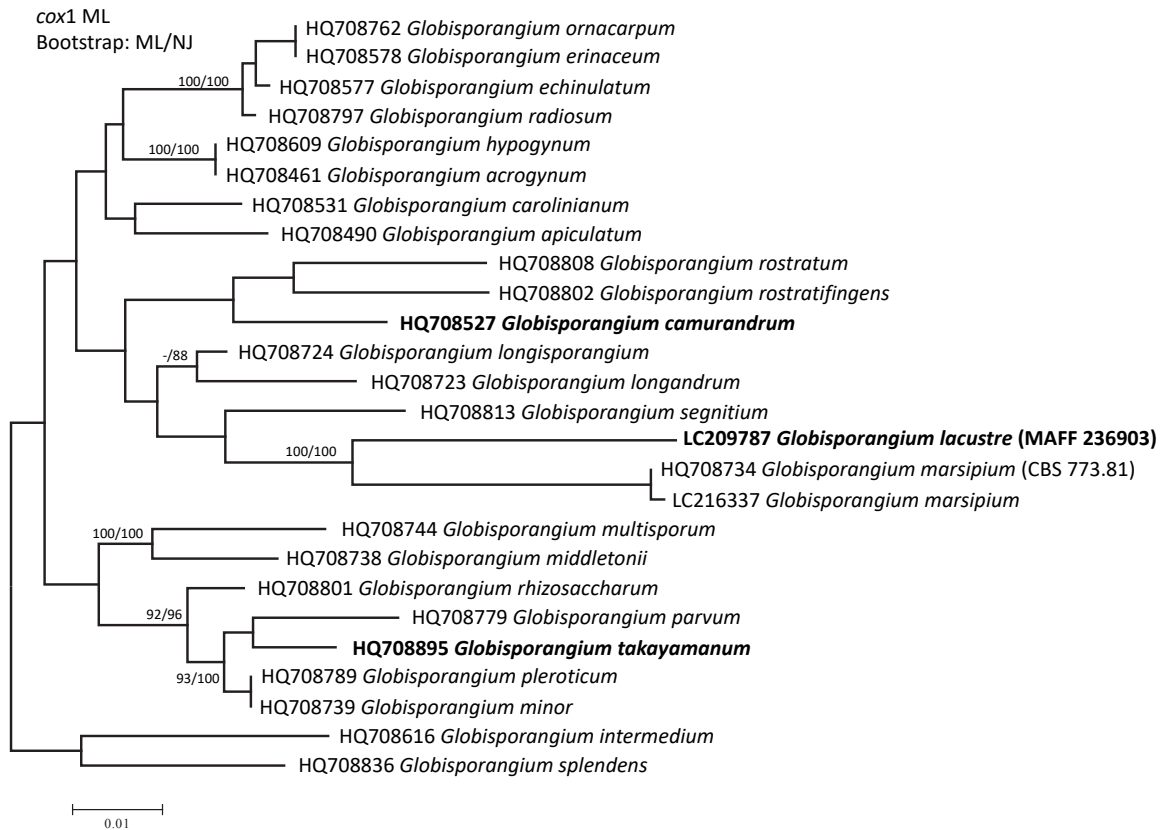 cox1 ML
Bootstrap: ML/NJ
HQ708762 Globisporangium ornacarpum
HQ708578 Globisporangium erinaceum
100/100
HQ708577 Globisporangium echinulatum
HQ708797 Globisporangium radiosum
HQ708609 Globisporangium hypogynum
100/100
HQ708461 Globisporangium acrogynum
HQ708531 Globisporangium carolinianum
HQ708490 Globisporangium apiculatum
HQ708808 Globisporangium rostratum
HQ708802 Globisporangium rostratifingens
HQ708527 Globisporangium camurandrum
-/88
HQ708724 Globisporangium longisporangium
HQ708723 Globisporangium longandrum
HQ708813 Globisporangium segnitium
LC209787 Globisporangium lacustre (MAFF 236903)
100/100
HQ708734 Globisporangium marsipium (CBS 773.81)
LC216337 Globisporangium marsipium
HQ708744 Globisporangium multisporum
100/100
HQ708738 Globisporangium middletonii
HQ708801 Globisporangium rhizosaccharum
92/96
HQ708779 Globisporangium parvum
HQ708895 Globisporangium takayamanum
HQ708789 Globisporangium pleroticum
93/100
HQ708739 Globisporangium minor
HQ708616 Globisporangium intermedium
HQ708836 Globisporangium splendens
0.01